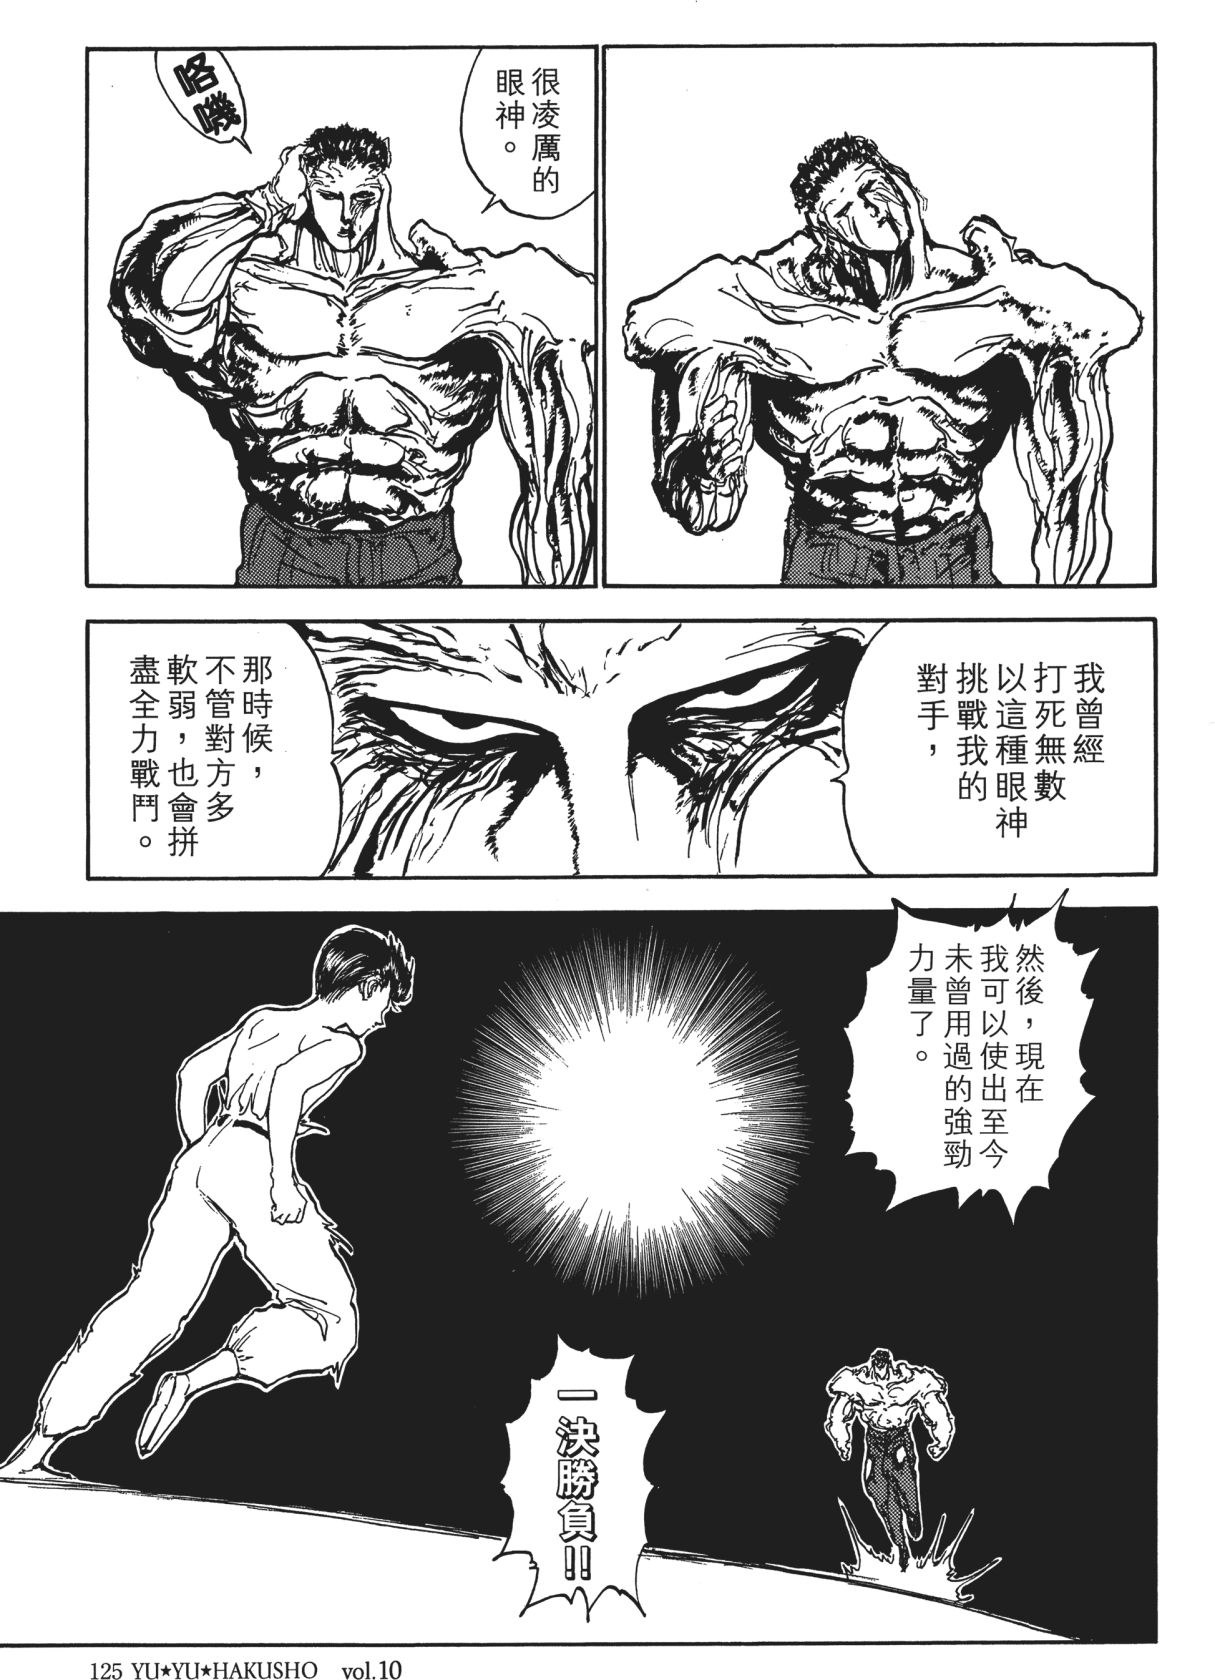 很凌厲的
眼神。
咯嘰
我曾經
打死無數
以這種眼神
挑戰我的
對手，
那時候，
不管對方多
軟弱，也會拼
盡全力戰鬥。
然後，現在
我可以使出至今
未曾用過的強勁
力量了。
一決勝負!!
125 YU★YU★HAKUSHO vol.10